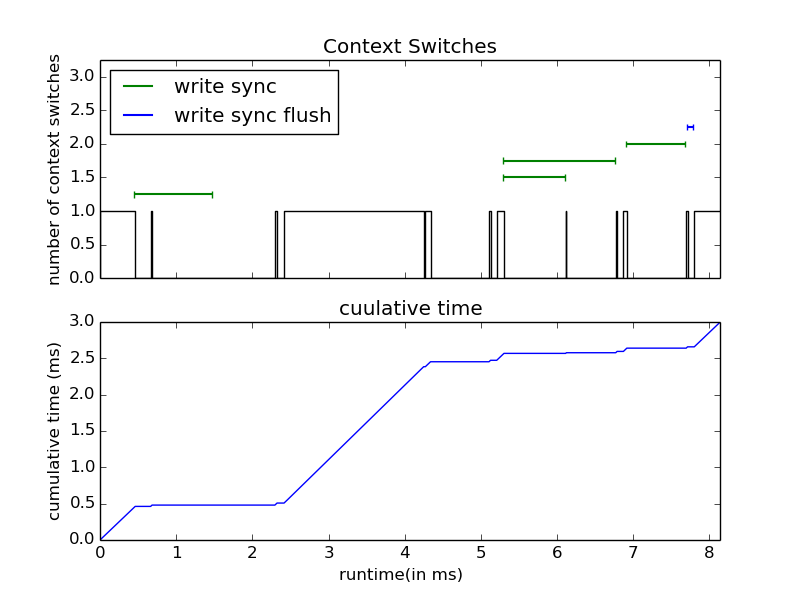 Context Switches
number of context switches
3.0
2.5
2.0
1.5
1.0
0.5
0.0
write sync
write sync flush
cuulative time
cumulative time (ms)
3.0
2.5
2.0
1.5
1.0
0.5
0.0
0 1 2 3 4 5 6 7 8
runtime(in ms)